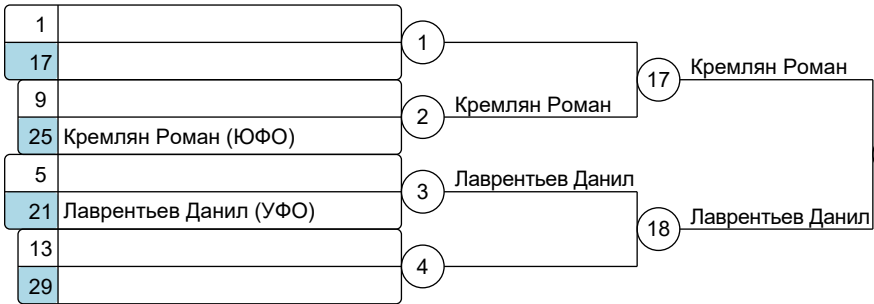 1
1
17
17
Кремлян Роман
9
2
Кремлян Роман
25
Кремлян Роман (ЮФО)
5
3
Лаврентьев Данил
21
Лаврентьев Данил (УФО)
18
Лаврентьев Данил
13
4
29